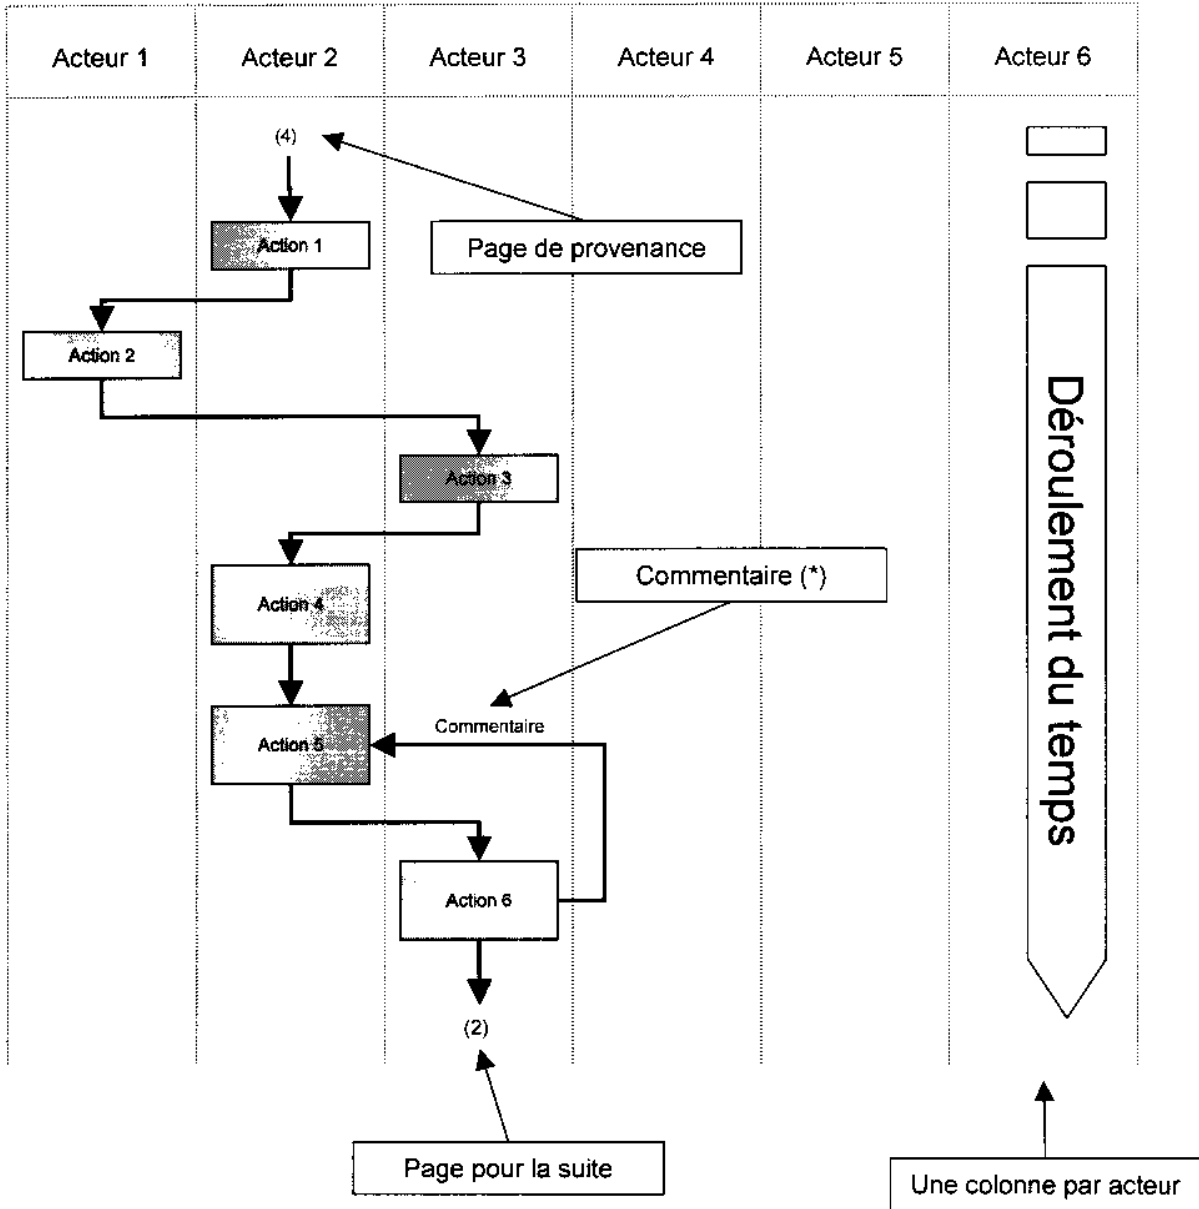 Acteur 1 Acteur 2 Acteur 3 Acteur 4 Acteur 5 Acteur 6
(4)
Action 1
Page de provenance
Action 2
Action 3
Déroulement du temps
Commentaire (*)
Action 4
Commentaire
Action 5
Action 6
(2)
Page pour la suite
Une colonne par acteur